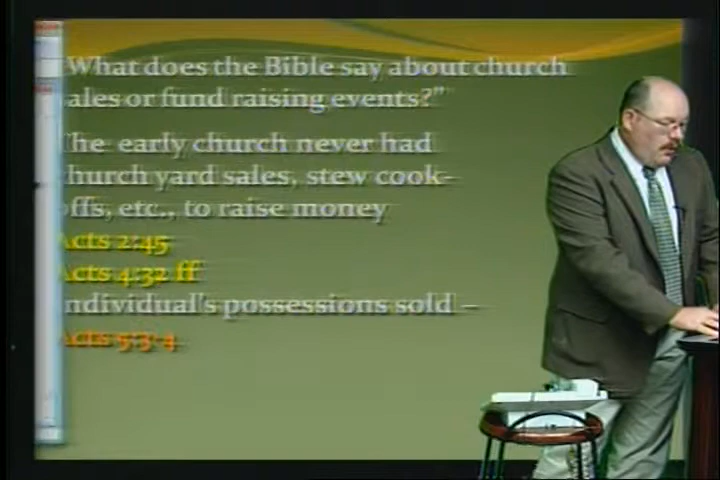 What does the Bible say about church
ales or fund raising events?"
he early church never had
hurch yard sales, stew cook-
offs, etc., to raise money
Acts 2:45
Acts 4:32 ff
ndividual's possessions sold –
Acts 5:3-4